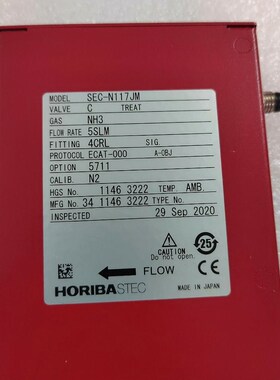 MODEL SEC-N117JM
VALVE C TREAT
GAS NH3
FLOW RATE 5SLM
FITTING 4CRL SIG.
PROTOCOL ECAT-000 A-OBJ
OPTION 5711
CALIB. N2
HGS No. 1146 3222 TEMP. AMB.
MFG No. 34 1146 3222 TYPE No.
INSPECTED 29 Sep 2020
CAUTION
Do not open.
25
FLOW
CE
HORIBASTEC
MADE IN JAPAN